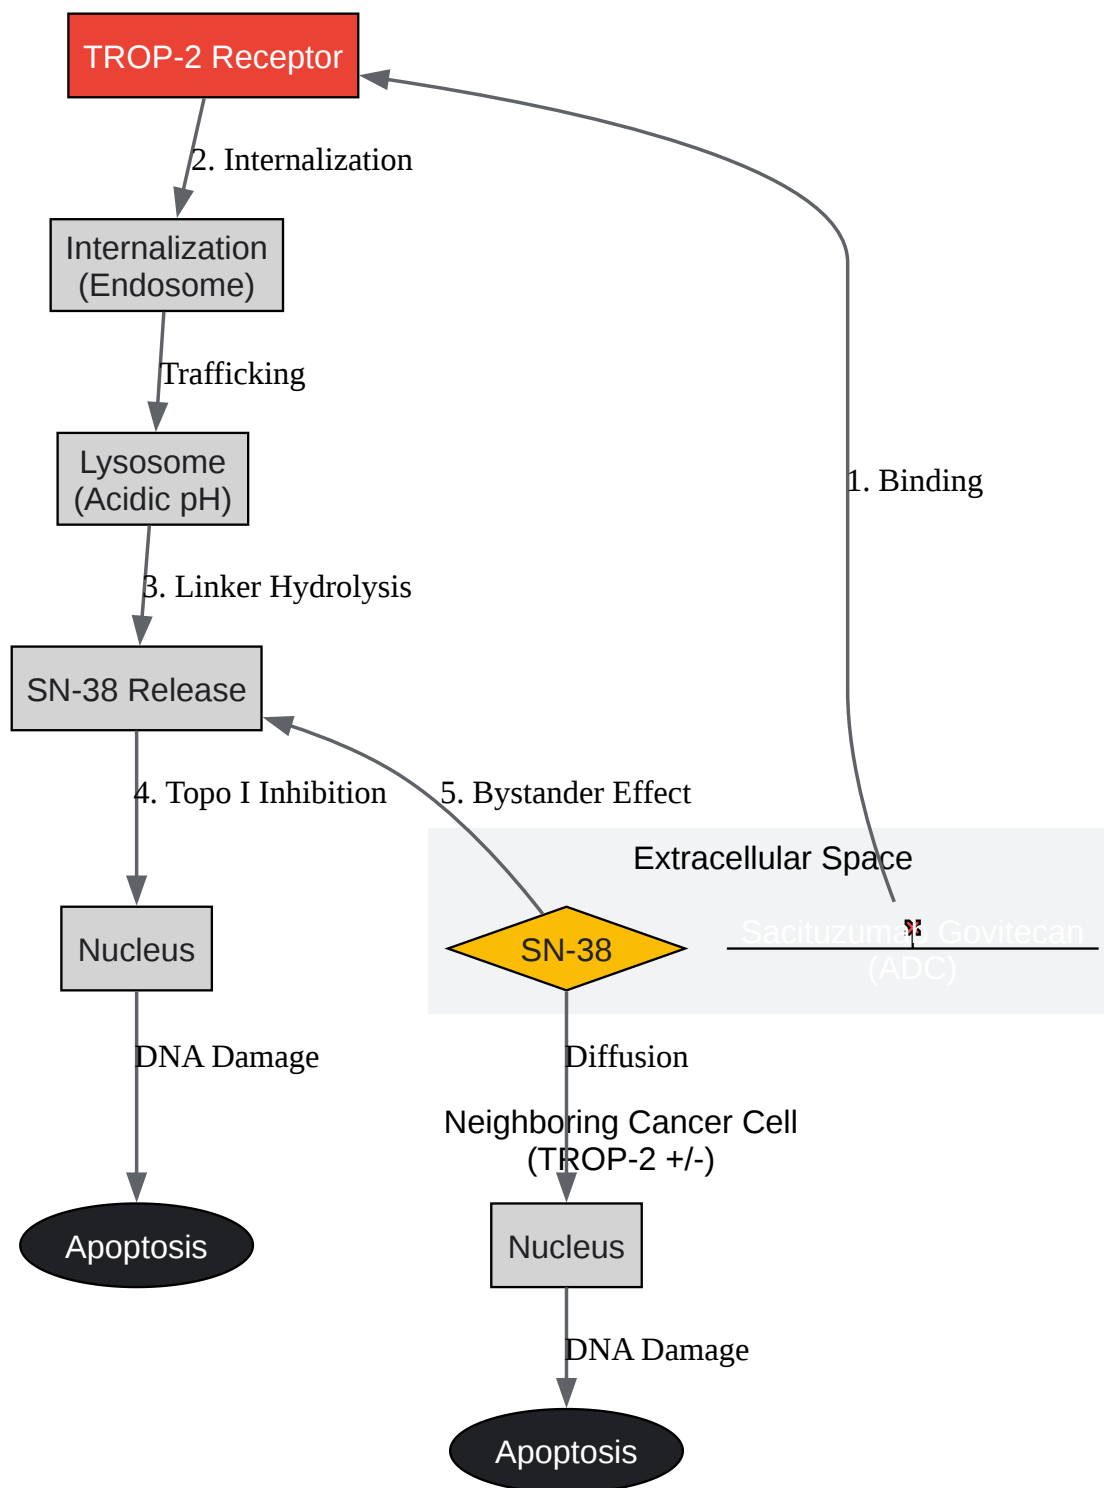 TROP-2 Receptor
2. Internalization
Internalization
(Endosome)
Trafficking
Lysosome
(Acidic pH)
1. Binding
3. Linker Hydrolysis
SN-38 Release
4. Topo I Inhibition
5. Bystander Effect
Extracellular Space
Nucleus
SN-38
Sacituzumab Govitecan
(ADC)
DNA Damage
Diffusion
Neighboring Cancer Cell
(TROP-2 +/-)
Apoptosis
Nucleus
DNA Damage
Apoptosis